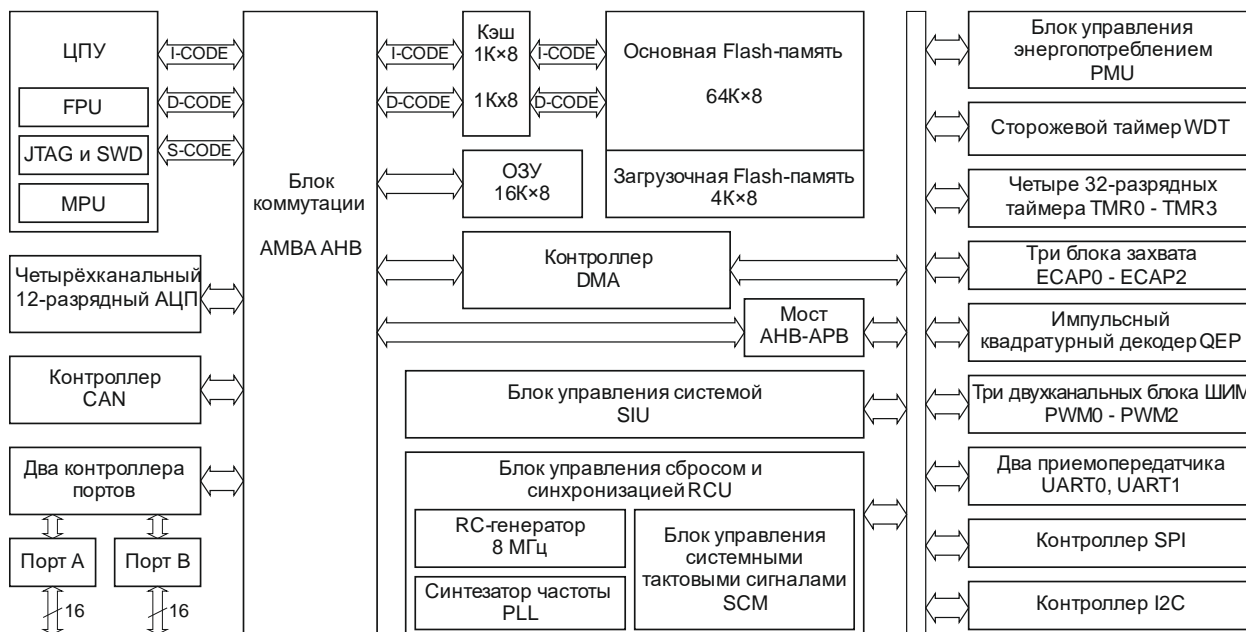 ЦПУ
I-CODE
FPU
D-CODE
JTAG и SWD
S-CODE
MPU
Четырёхканальный
12-разрядный АЦП
Контроллер
CAN
Два контроллера
портов
Порт A
Порт B
16
16
Блок
коммутации
AMBA AHB
I-CODE
D-CODE
Кэш
1К×8
1Кx8
I-CODE
D-CODE
Основная Flash-память
64К×8
Загрузочная Flash-память
4К×8
ОЗУ
16К×8
Контроллер
DMA
Мост
AHB-APB
Блок управления системой
SIU
Блок управления сбросом и
синхронизацией RCU
RC-генератор
8 МГц
Синтезатор частоты
PLL
Блок управления
системными
тактовыми сигналами
SCM
Блок управления
энергопотреблением
PMU
Сторожевой таймер WDT
Четыре 32-разрядных
таймера TMR0 - TMR3
Три блока захвата
ECAP0 - ECAP2
Импульсный
квадратурный декодер QEP
Три двухканальных блока ШИМ
PWM0 - PWM2
Два приемопередатчика
UART0, UART1
Контроллер SPI
Контроллер I2C